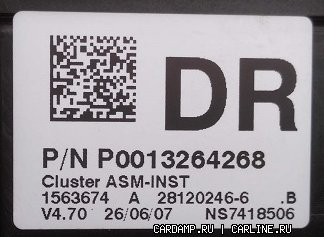 DR
P/N P0013264268
Cluster ASM-INST
1563674 A 28120246-6 .B
V4.70 26/06/07 NS7418506
CARDAMP.RU | CARLINE.RU